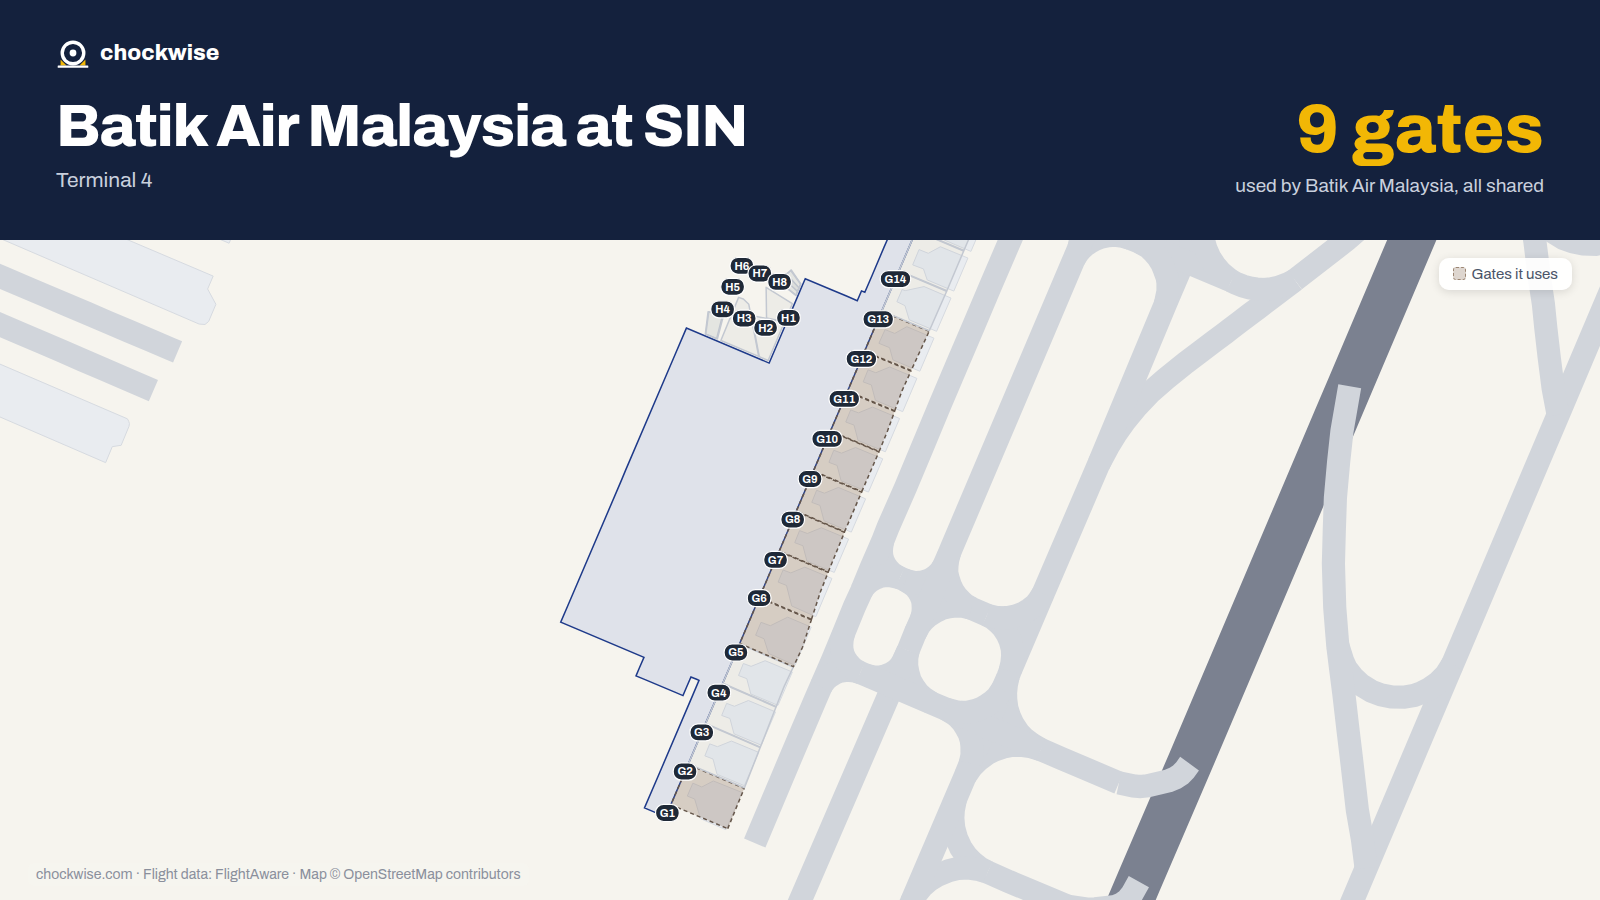 chockwise
Batik Air Malaysia at SIN
Terminal 4
9 gates
used by Batik Air Malaysia, all shared
Gates it uses
H6
H7
H8
H5
H4
H3
H2
H1
G14
G13
G12
G11
G10
G9
G8
G7
G6
G5
G4
G3
G2
G1
chockwise.com · Flight data: FlightAware · Map © OpenStreetMap contributors